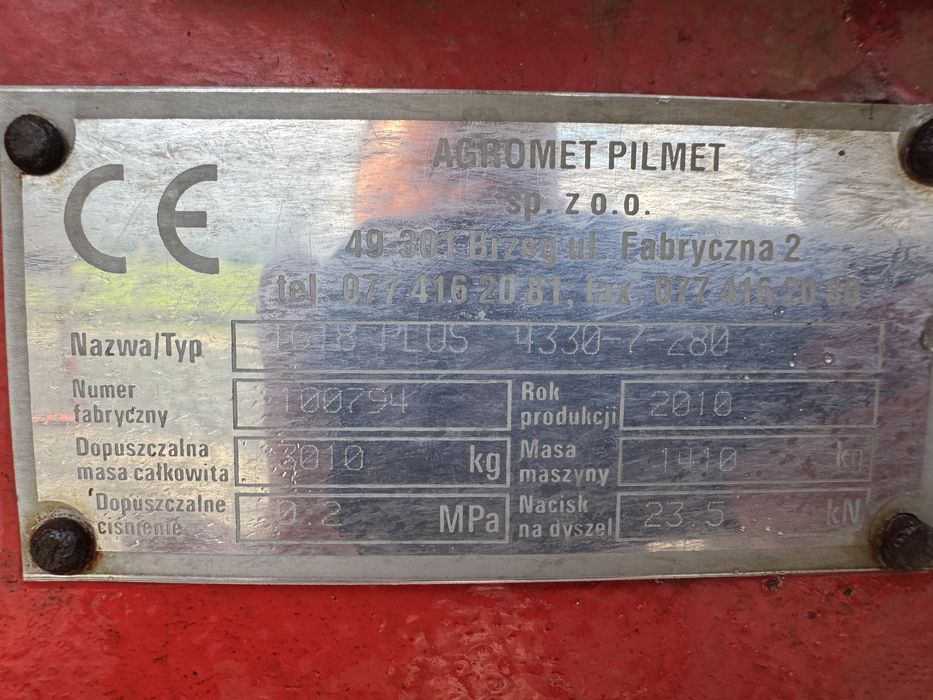 CE
AGROMET PILMET
sp. z o.o.
49-301 Brzeg ul. Fabryczna 2
tel. 077 416 20 81, fax. 077 416 20 88
Nazwa/Typ 1618 PLUS 4330-7-280
Numer fabryczny 100794 Rok produkcji 2010
Dopuszczalna masa całkowita 3010 kg Masa maszyny 1410 kg
Dopuszczalne ciśnienie 0.2 MPa Nacisk na dyszel 23.5 kN